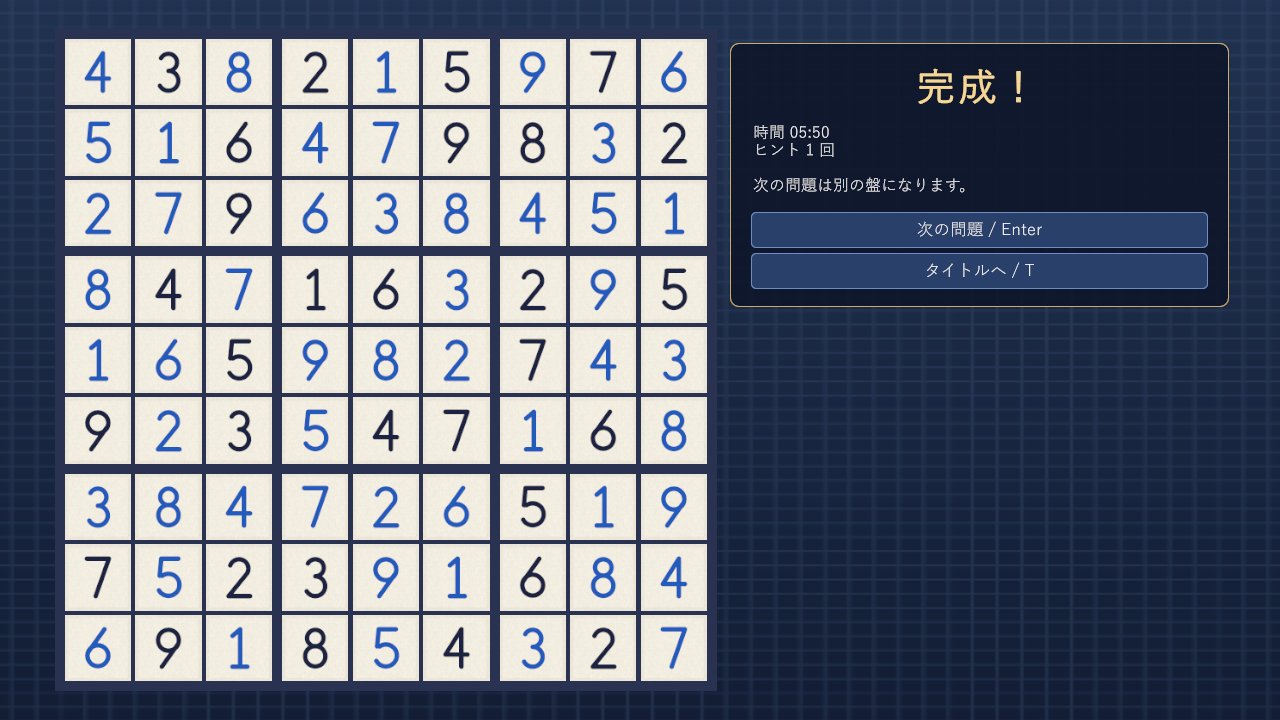 4 3 8 2 1 5 9 7 6
5 1 6 4 7 9 8 3 2
2 7 9 6 3 8 4 5 1
8 4 7 1 6 3 2 9 5
1 6 5 9 8 2 7 4 3
9 2 3 5 4 7 1 6 8
3 8 4 7 2 6 5 1 9
7 5 2 3 9 1 6 8 4
6 9 1 8 5 4 3 2 7
完成！
時間 05:50
ヒント 1 回
次の問題は別の盤になります。
次の問題 / Enter
タイトルへ / T